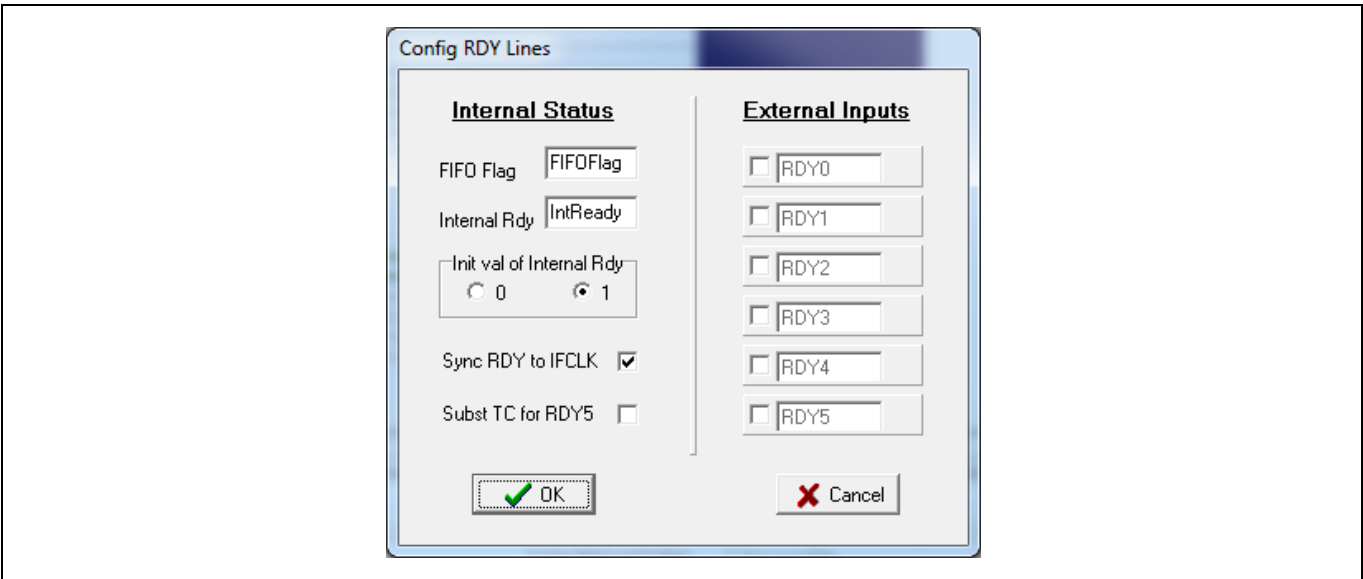 Config RDY Lines
Internal Status
FIFO Flag FIFOFlag
Internal Rdy IntReady
Init val of Internal Rdy
0 1
Sync RDY to IFCLK
Subst TC for RDY5
External Inputs
RDY0
RDY1
RDY2
RDY3
RDY4
RDY5
OK
Cancel